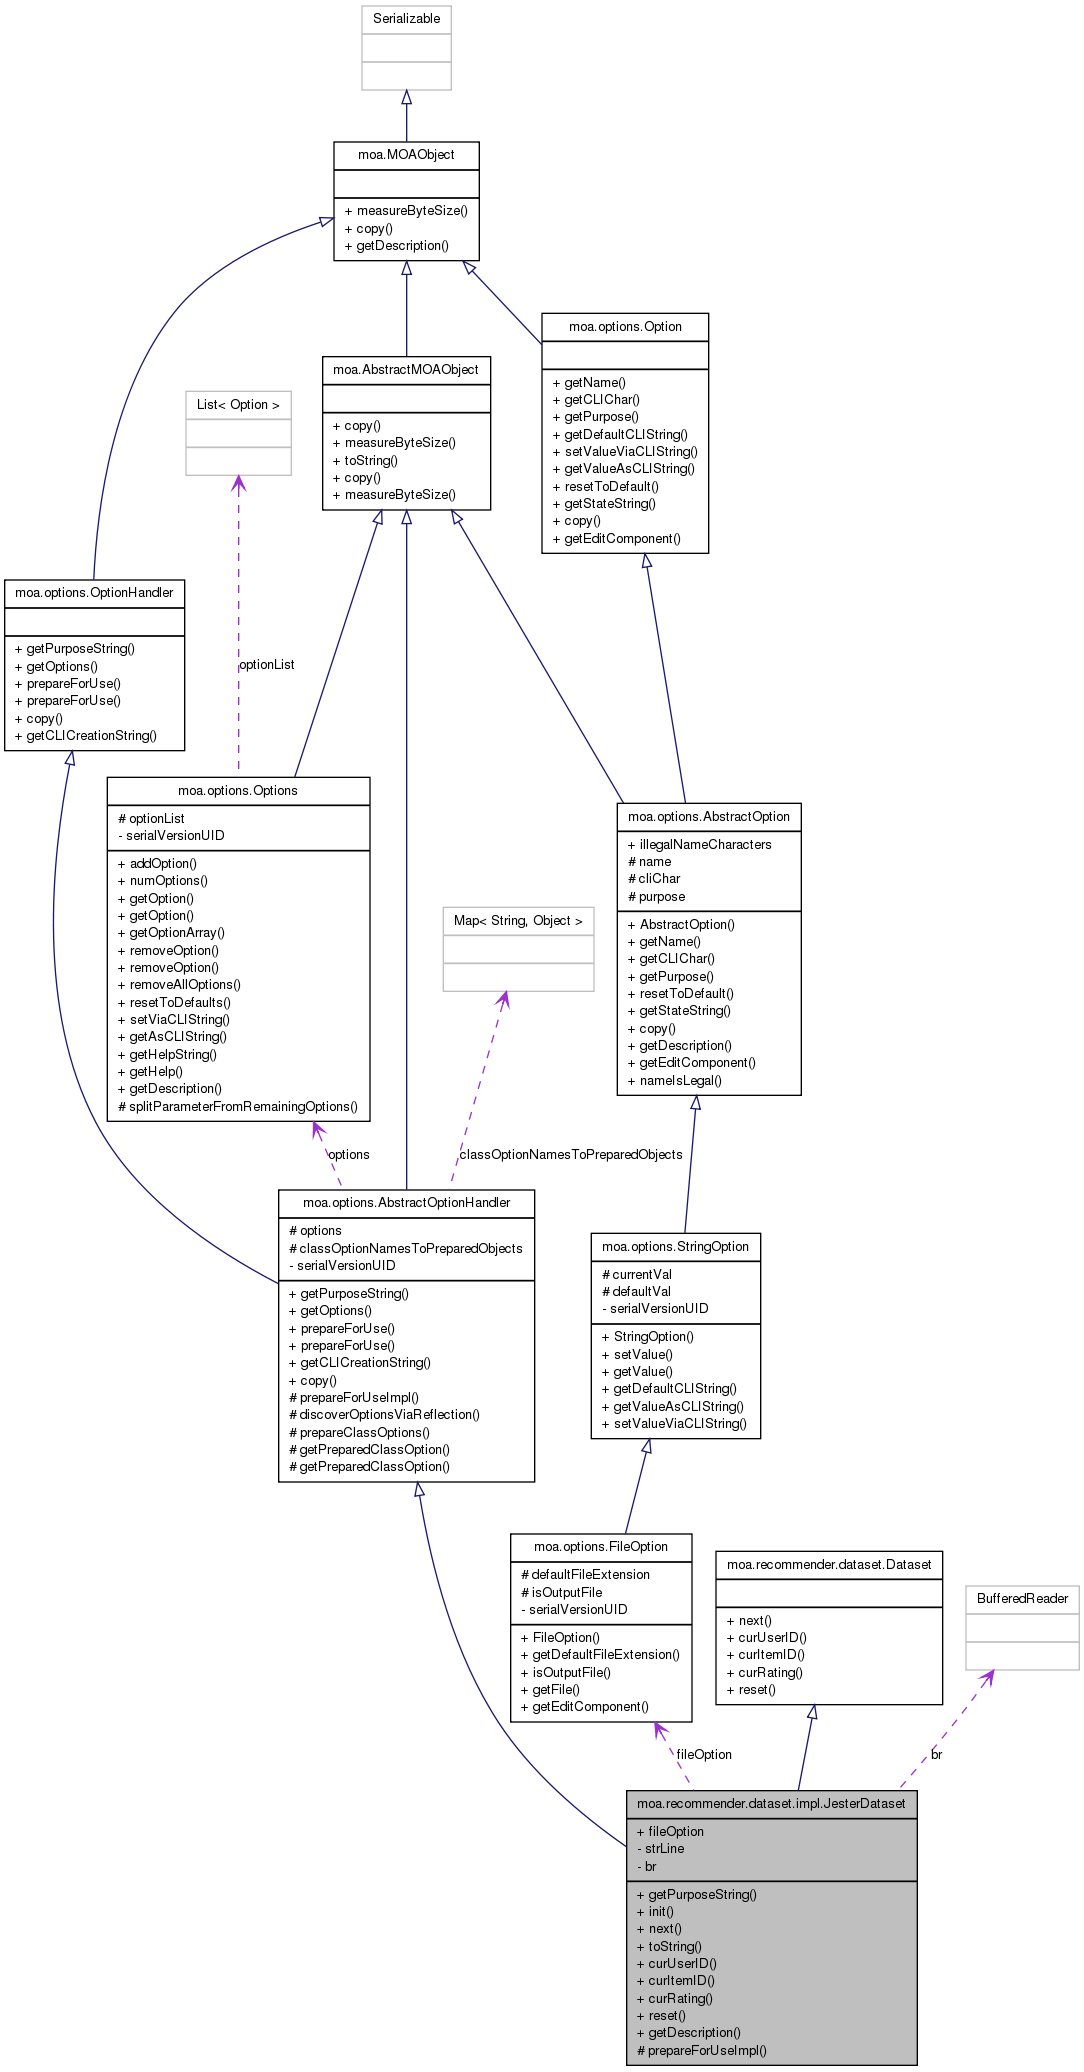 Serializable
moa.MOAObject
+ measureByteSize()
+ copy()
+ getDescription()
moa.options.Option
+ getName()
+ getCLIChar()
+ getPurpose()
+ getDefaultCLIString()
+ setValueViaCLIString()
+ getValueAsCLIString()
+ resetToDefault()
+ getStateString()
+ copy()
+ getEditComponent()
moa.AbstractMOAObject
+ copy()
+ measureByteSize()
+ toString()
+ copy()
+ measureByteSize()
List< Option >
moa.options.OptionHandler
+ getPurposeString()
+ getOptions()
+ prepareForUse()
+ prepareForUse()
+ copy()
+ getCLICreationString()
optionList
moa.options.Options
# optionList
- serialVersionUID
+ addOption()
+ numOptions()
+ getOption()
+ getOption()
+ getOptionArray()
+ removeOption()
+ removeOption()
+ removeAllOptions()
+ resetToDefaults()
+ setViaCLIString()
+ getAsCLIString()
+ getHelpString()
+ getHelp()
+ getDescription()
# splitParameterFromRemainingOptions()
moa.options.AbstractOption
+ illegalNameCharacters
# name
# cliChar
# purpose
+ AbstractOption()
+ getName()
+ getCLIChar()
+ getPurpose()
+ resetToDefault()
+ getStateString()
+ copy()
+ getDescription()
+ getEditComponent()
+ nameIsLegal()
Map< String, Object >
options
classOptionNamesToPreparedObjects
moa.options.AbstractOptionHandler
# options
# classOptionNamesToPreparedObjects
- serialVersionUID
+ getPurposeString()
+ getOptions()
+ prepareForUse()
+ prepareForUse()
+ getCLICreationString()
+ copy()
# prepareForUseImpl()
# discoverOptionsViaReflection()
# prepareClassOptions()
# getPreparedClassOption()
# getPreparedClassOption()
moa.options.StringOption
# currentVal
# defaultVal
- serialVersionUID
+ StringOption()
+ setValue()
+ getValue()
+ getDefaultCLIString()
+ getValueAsCLIString()
+ setValueViaCLIString()
moa.options.FileOption
# defaultFileExtension
# isOutputFile
- serialVersionUID
+ FileOption()
+ getDefaultFileExtension()
+ isOutputFile()
+ getFile()
+ getEditComponent()
moa.recommender.dataset.Dataset
+ next()
+ curUserID()
+ curItemID()
+ curRating()
+ reset()
BufferedReader
fileOption
br
moa.recommender.dataset.impl.JesterDataset
+ fileOption
- strLine
- br
+ getPurposeString()
+ init()
+ next()
+ toString()
+ curUserID()
+ curItemID()
+ curRating()
+ reset()
+ getDescription()
# prepareForUseImpl()